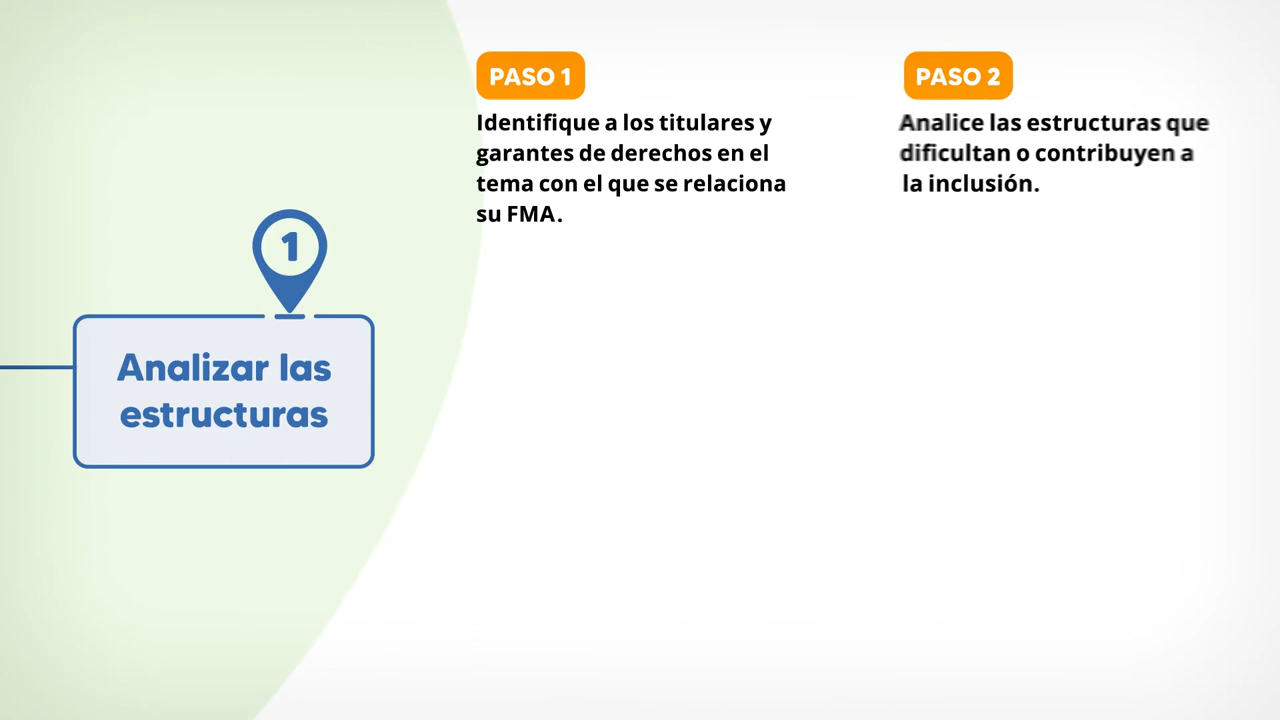 1
Analizar las
estructuras
PASO 1
Identifique a los titulares y
garantes de derechos en el
tema con el que se relaciona
su FMA.
PASO 2
Analice las estructuras que
dificultan o contribuyen a
la inclusión.